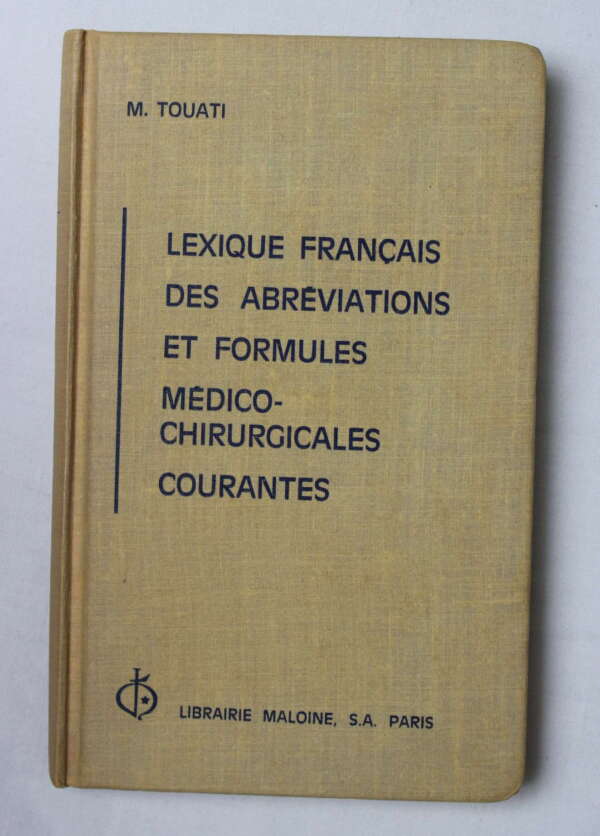 M. TOUATI
LEXIQUE FRANÇAIS
DES ABRÉVIATIONS
ET FORMULES
MÉDICO-
CHIRURGICALES
COURANTES
LIBRAIRIE MALOINE, S.A. PARIS